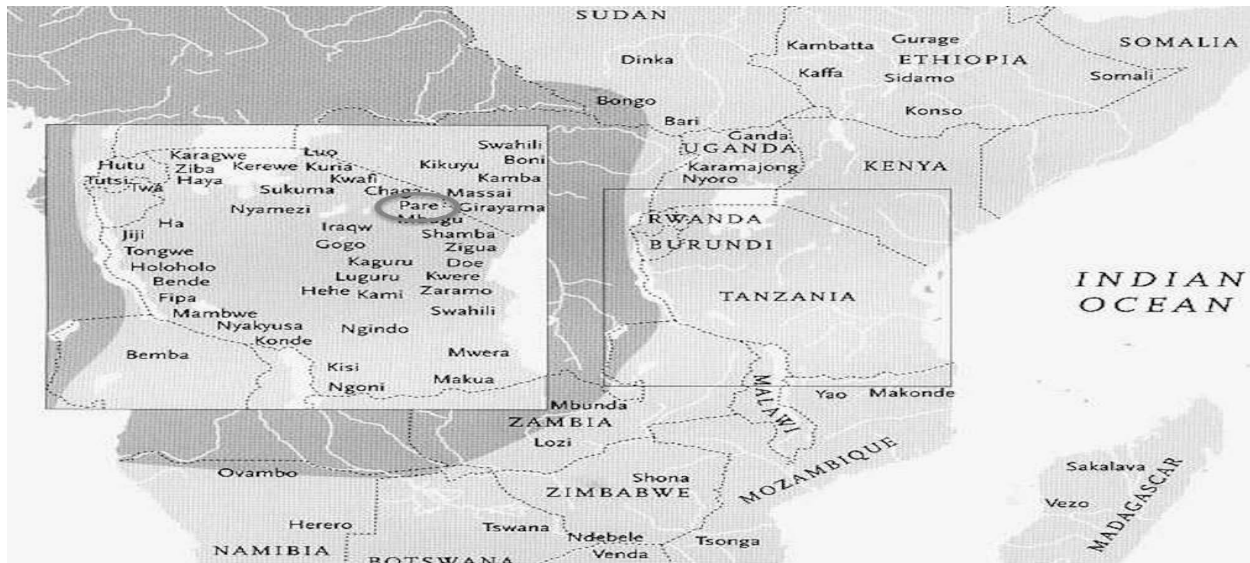 SUDAN
Kambatta
Gurage
SOMALIA
Dinka
ETHIOPIA
Kaffa
Sidamo
Somali
Bongo
Konso
Bari
Ganda
UGANDA
KENYA
Karamajong
Nyoro
RWANDA
BURUNDI
TANZANIA
INDIAN
OCEAN
Swahili
Luo
Karagwe
Hutu
Ziba
Kerewe
Kuria
Kikuyu
Boni
Tutsi
Twa
Haya
Kwafi
Kamba
Sukuma
Chaga
Massai
Nyamezi
Pare
Girayama
Mbugu
Ha
Iraqw
Shamba
Jiji
Gogo
Zigua
Tongwe
Kaguru
Doe
Holoholo
Luguru
Kwere
Bende
Hehe
Kami
Zaramo
Fipa
Mambwe
Swahili
Nyakyusa
Ngindo
Konde
Bemba
Mwera
Kisi
Ngoni
Makua
MALAWI
Yao
Makonde
Mbunda
ZAMBIA
Lozi
MOZAMBIQUE
Ovambo
Shona
ZIMBABWE
Sakalava
Vezo
MADAGASCAR
Herero
Tswana
Ndebele
Tsonga
NAMIBIA
BOTSWANA
Venda